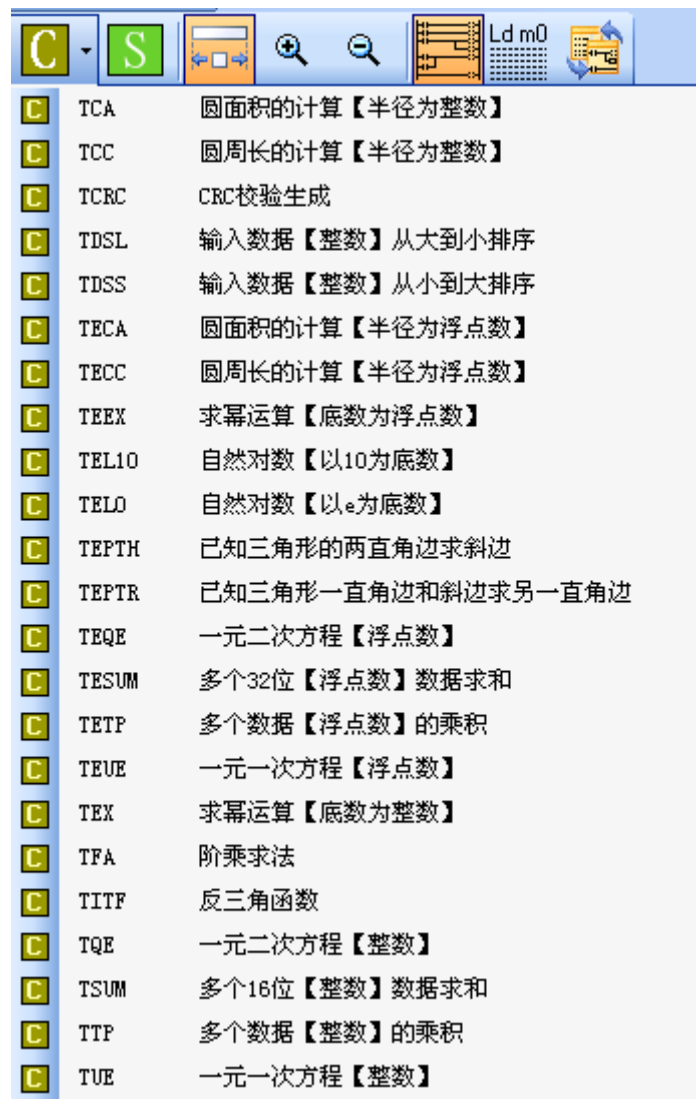 C S Ld m0
C TCA 圆面积的计算【半径为整数】
C TCC 圆周长的计算【半径为整数】
C TCRC CRC校验生成
C TDSL 输入数据【整数】从大到小排序
C TDSS 输入数据【整数】从小到大排序
C TECA 圆面积的计算【半径为浮点数】
C TECC 圆周长的计算【半径为浮点数】
C TEEX 求幂运算【底数为浮点数】
C TEL10 自然对数【以10为底数】
C TELO 自然对数【以e为底数】
C TEPTH 已知三角形的两直角边求斜边
C TEPTR 已知三角形一直角边和斜边求另一直角边
C TEQE 一元二次方程【浮点数】
C TESUM 多个32位【浮点数】数据求和
C TETP 多个数据【浮点数】的乘积
C TEUE 一元一次方程【浮点数】
C TEX 求幂运算【底数为整数】
C TFA 阶乘求法
C TITF 反三角函数
C TQE 一元二次方程【整数】
C TSUM 多个16位【整数】数据求和
C TTP 多个数据【整数】的乘积
C TUE 一元一次方程【整数】